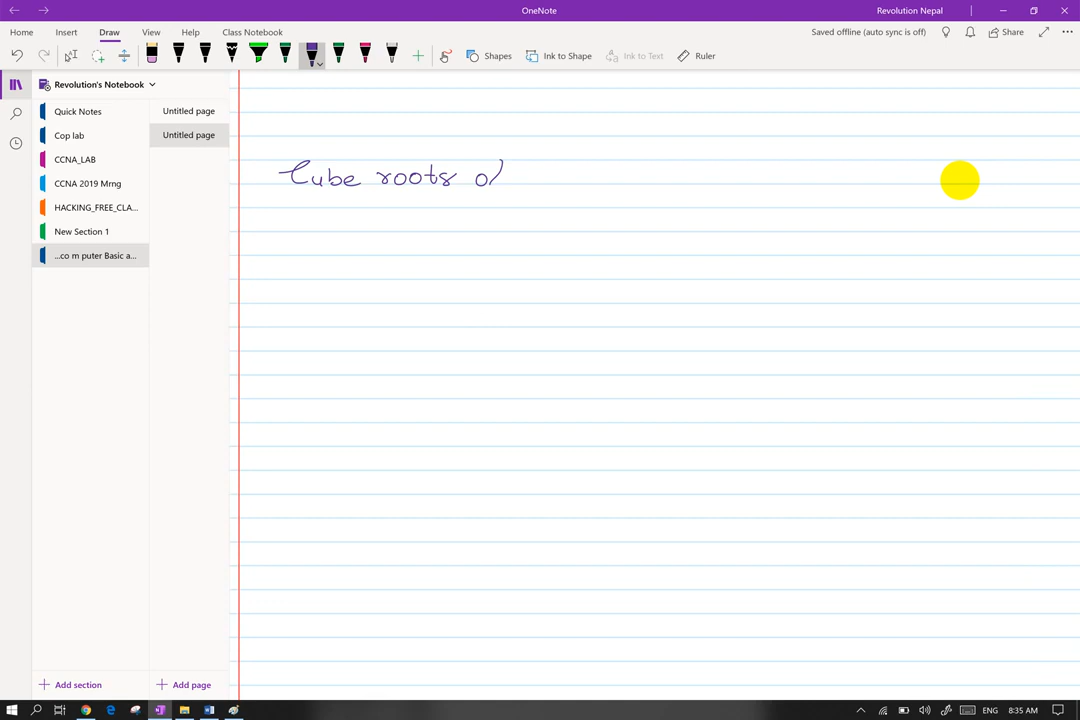 OneNote
Revolution Nepal
Home Insert Draw View Help Class Notebook
Saved offline (auto sync is off)
Share
Shapes Ink to Shape Ink to Text Ruler
Revolution's Notebook
Quick Notes
Cop lab
CCNA_LAB
CCNA 2019 Mrng
HACKING_FREE_CLA...
New Section 1
...co m puter Basic a...
Untitled page
Untitled page
Cube roots
Add section
Add page
ENG
8:35 AM